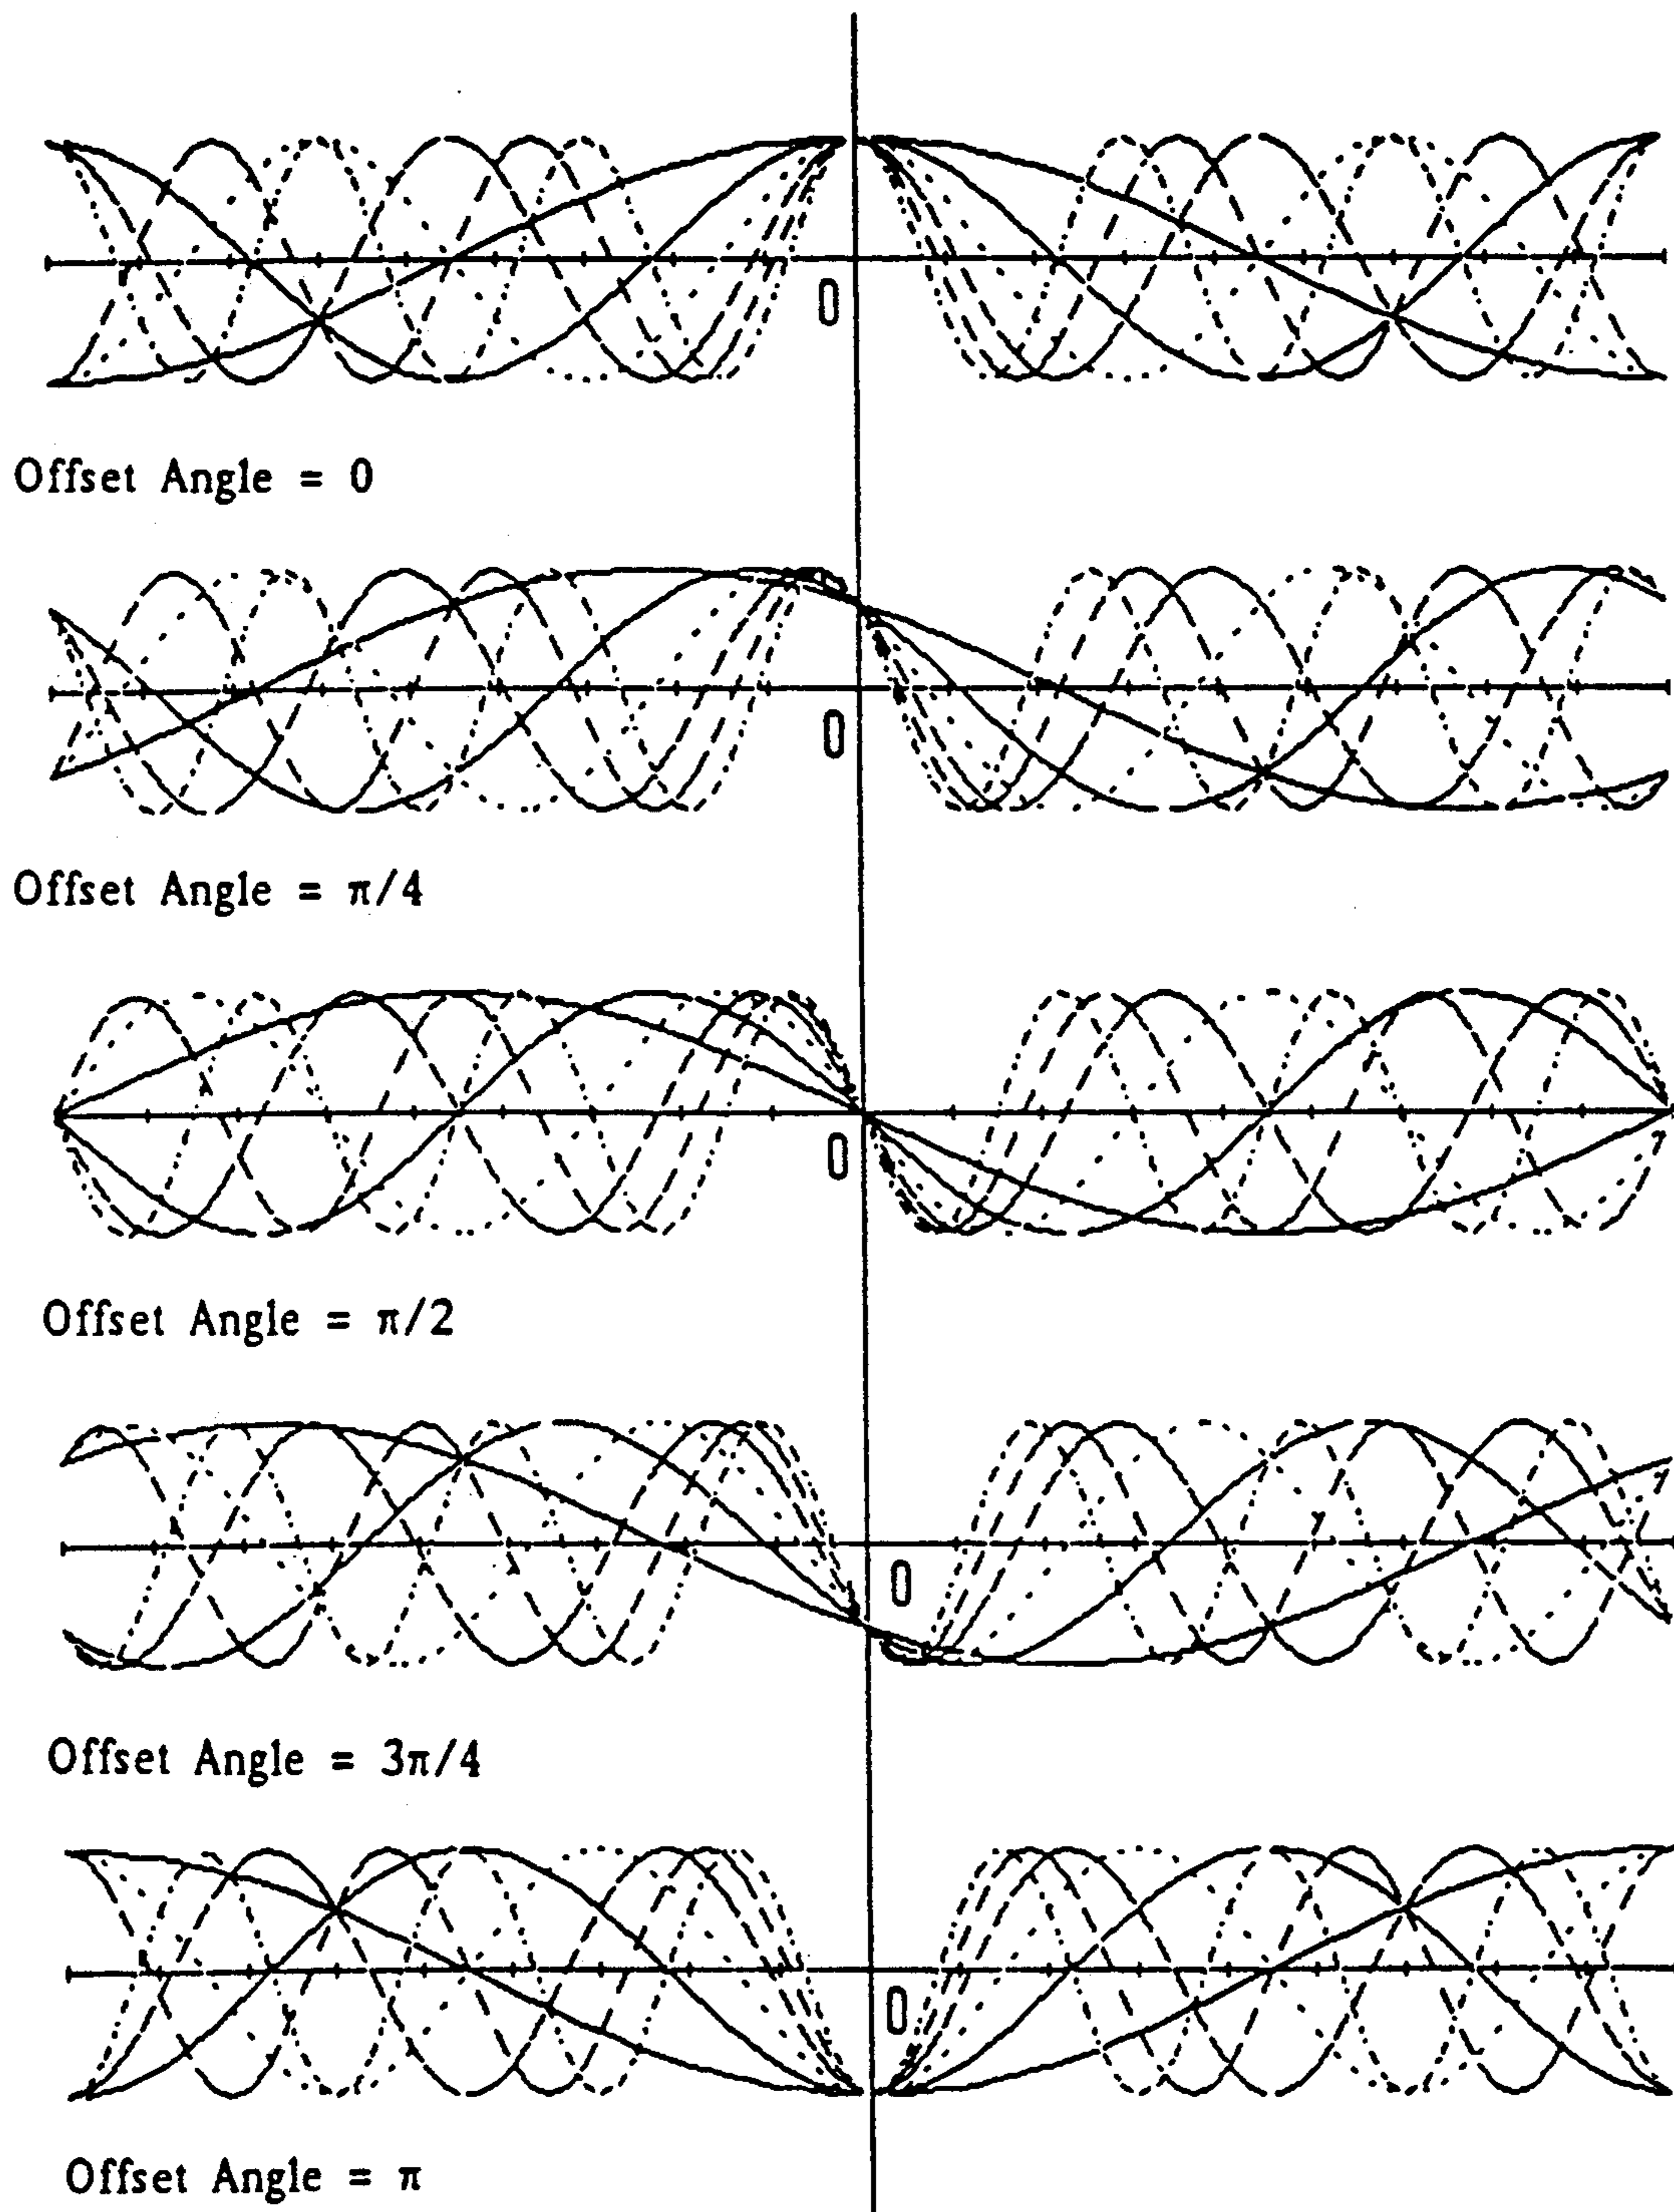 0
Offset Angle = 0
0
Offset Angle = π/4
0
Offset Angle = π/2
0
Offset Angle = 3π/4
0
Offset Angle = π